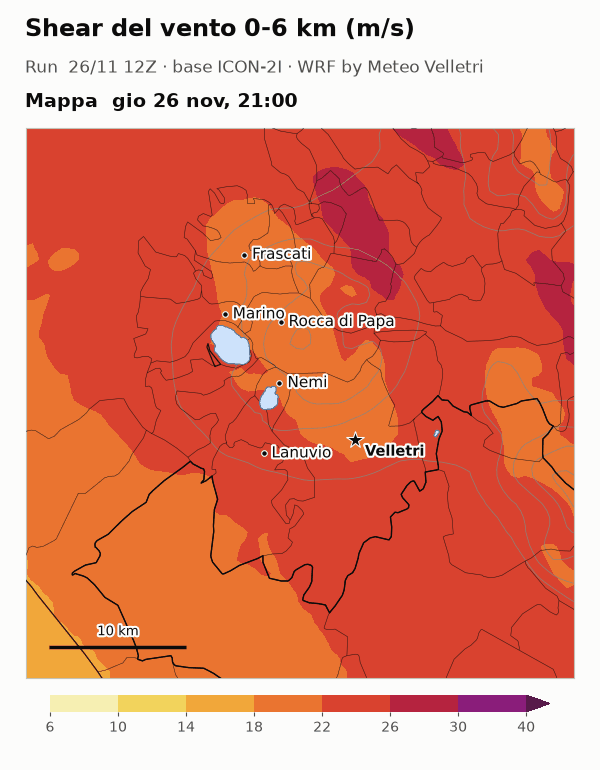 Shear del vento 0-6 km (m/s)
Run  26/11 12Z · base ICON-2I · WRF by Meteo Velletri
Mappa  gio 26 nov, 21:00
Frascati
Marino
Rocca di Papa
Nemi
Velletri
Lanuvio
10 km
6 10 14 18 22 26 30 40